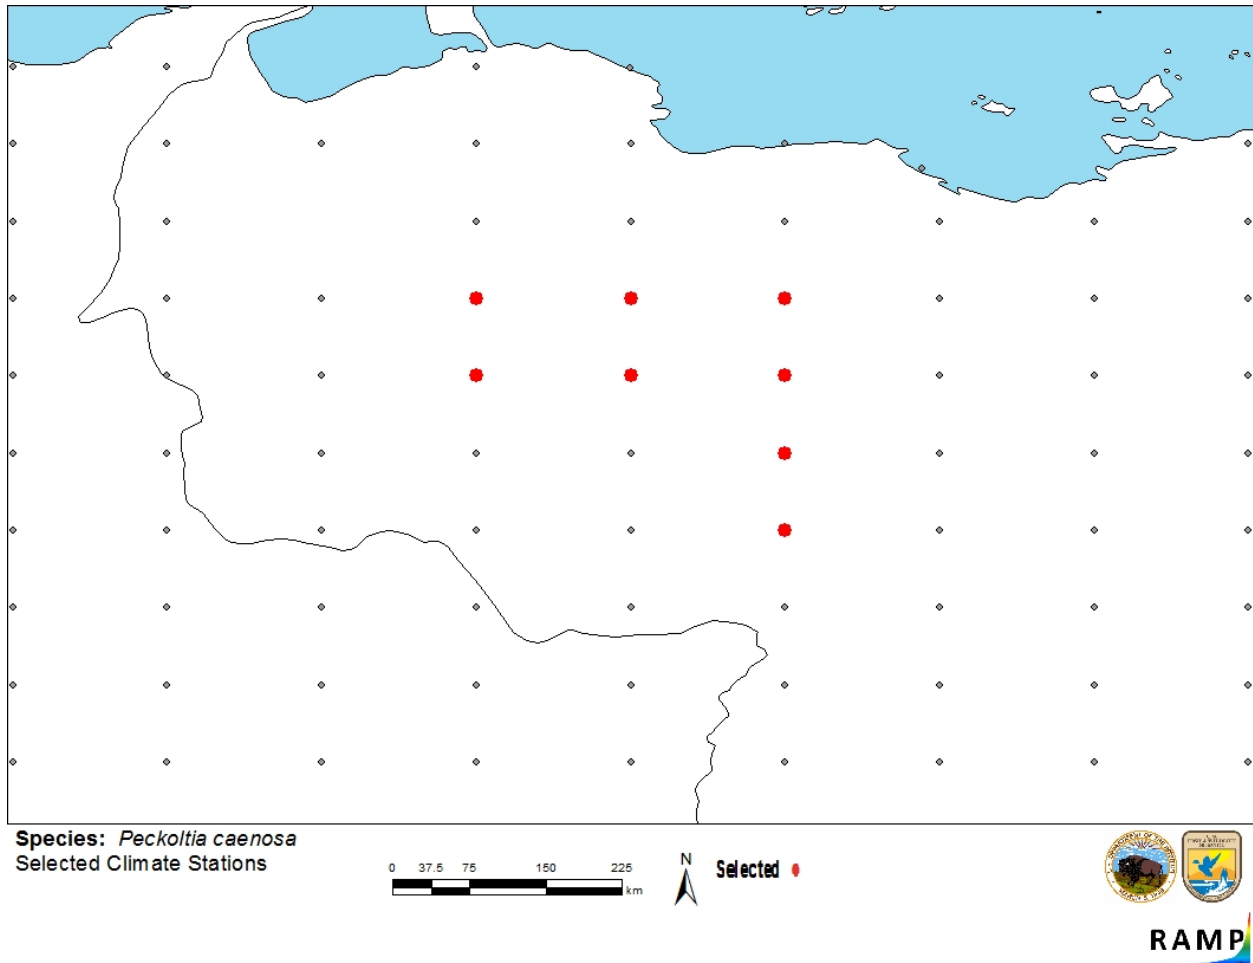 Species: Peckoltia caenosa
Selected Climate Stations
0 37.5 75 150 225
km
N
Selected
RAMP